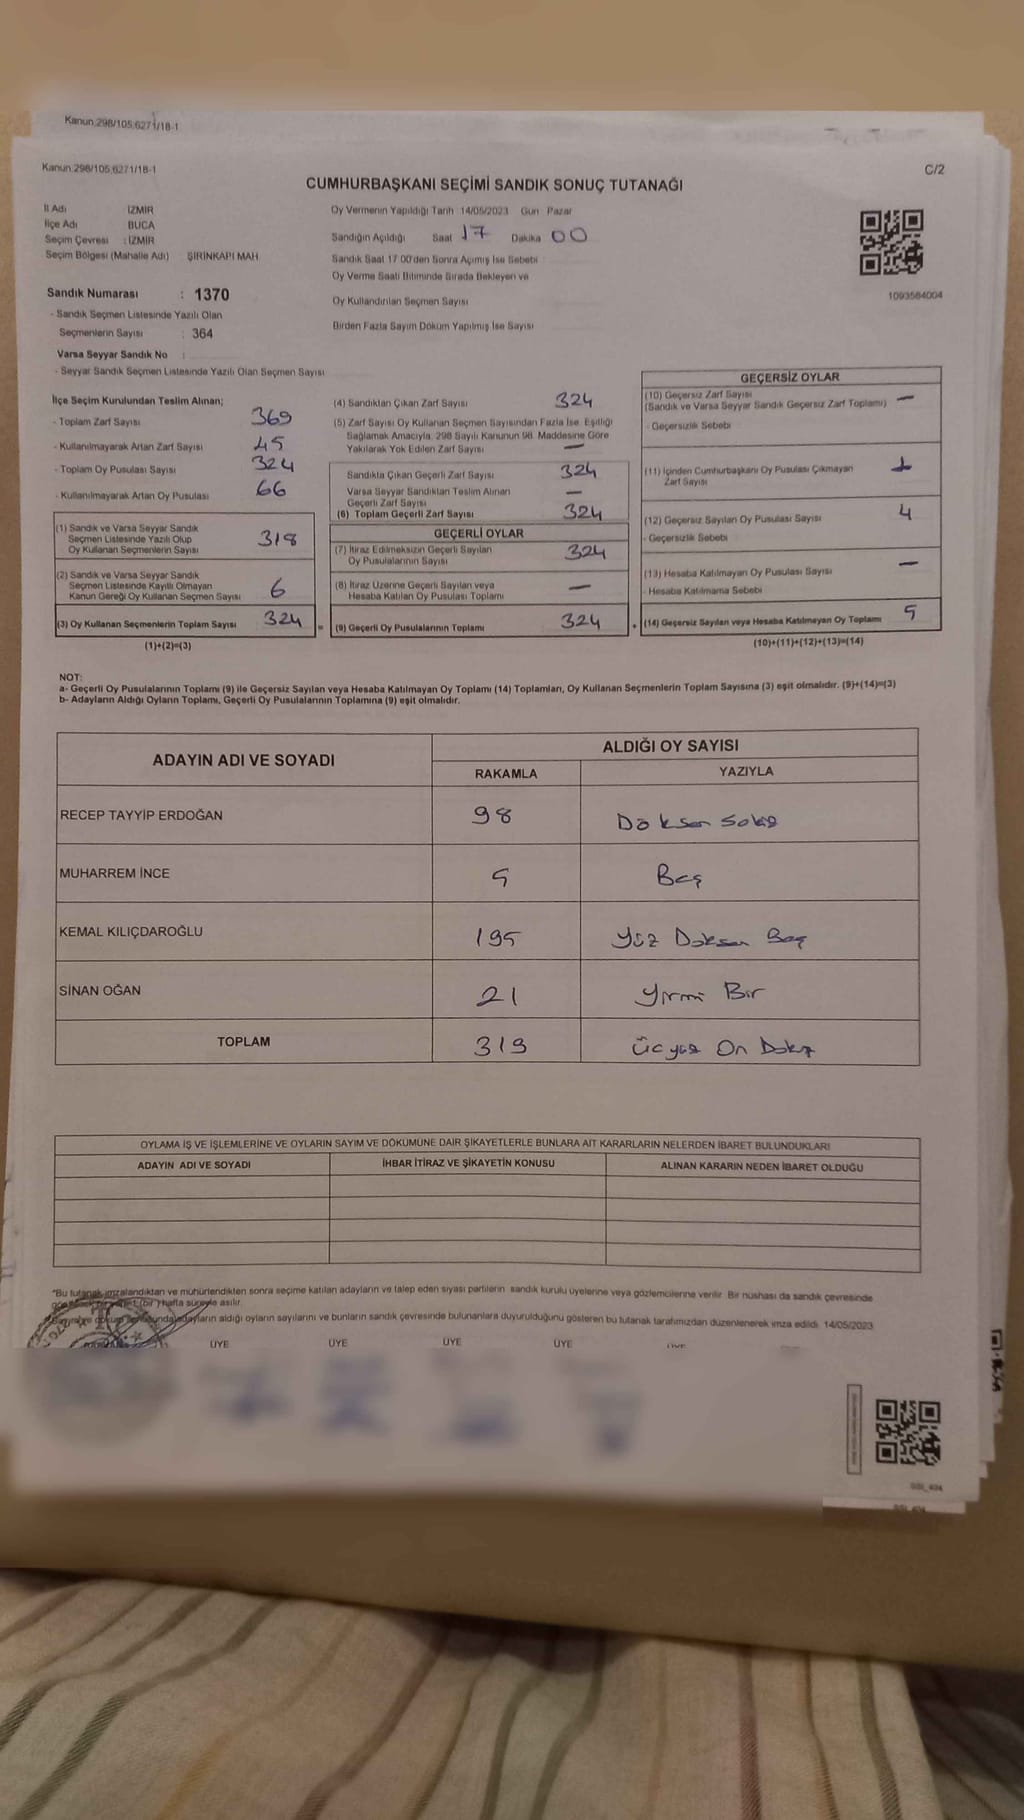 Kanun:298/105.6271/18-1
Kanun:298/105.6271/18-1
C/2
CUMHURBAŞKANI SEÇİMİ SANDIK SONUÇ TUTANAĞI
İl Adı İZMİR
İlçe Adı BUCA
Seçim Çevresi : İZMİR
Seçim Bölgesi (Mahalle Adı) ŞİRİNKAPI MAH
Sandık Numarası : 1370
- Sandık Seçmen Listesinde Yazılı Olan
Seçmenlerin Sayısı : 364
Varsa Seyyar Sandık No :
- Seyyar Sandık Seçmen Listesinde Yazılı Olan Seçmen Sayısı
Oy Vermenin Yapıldığı Tarih 14/05/2023 Gün Pazar
Sandığın Açıldığı Saat 17 Dakika 00
Sandık Saat 17:00'den Sonra Açımış İse Sebebi
Oy Verme Saati Bitiminde Sırada Bekleyen ve
Oy Kullandırılan Seçmen Sayısı
Birden Fazla Sayım Döküm Yapılmış İse Sayısı
1093584004
İlçe Seçim Kurulundan Teslim Alınan;
- Toplam Zarf Sayısı 369
- Kullanılmayarak Artan Zarf Sayısı 45
- Toplam Oy Pusulası Sayısı 324
- Kullanılmayarak Artan Oy Pusulası 66
(1) Sandık ve Varsa Seyyar Sandık
Seçmen Listesinde Yazılı Olup
Oy Kullanan Seçmenlerin Sayısı 318
(2) Sandık ve Varsa Seyyar Sandık
Seçmen Listesinde Kayıtlı Olmayan
Kanun Gereği Oy Kullanan Seçmen Sayısı 6
(3) Oy Kullanan Seçmenlerin Toplam Sayısı 324 =
(1)+(2)=(3)
(4) Sandıktan Çıkan Zarf Sayısı 324
(5) Zarf Sayısı Oy Kullanan Seçmen Sayısından Fazla İse, Eşitliği
Sağlamak Amacıyla, 298 Sayılı Kanunun 98. Maddesine Göre
Yakılarak Yok Edilen Zarf Sayısı —
Sandıkta Çıkan Geçerli Zarf Sayısı 324
Varsa Seyyar Sandıktan Teslim Alınan
Geçerli Zarf Sayısı —
(6) Toplam Geçerli Zarf Sayısı 324
GEÇERLİ OYLAR
(7) İtiraz Edilmeksizin Geçerli Sayılan
Oy Pusulalarının Sayısı 324
(8) İtiraz Üzerine Geçerli Sayılan veya
Hesaba Katılan Oy Pusulası Toplamı —
(9) Geçerli Oy Pusulalarının Toplamı 324 +
GEÇERSİZ OYLAR
(10) Geçersiz Zarf Sayısı
(Sandık ve Varsa Seyyar Sandık Geçersiz Zarf Toplamı) —
- Geçersizlik Sebebi
(11) İçinden Cumhurbaşkanı Oy Pusulası Çıkmayan
Zarf Sayısı 1
(12) Geçersiz Sayılan Oy Pusulası Sayısı 4
- Geçersizlik Sebebi
(13) Hesaba Katılmayan Oy Pusulası Sayısı —
- Hesaba Katılmama Sebebi
(14) Geçersiz Sayılan veya Hesaba Katılmayan Oy Toplamı 5
(10)+(11)+(12)+(13)=(14)
NOT:
a- Geçerli Oy Pusulalarının Toplamı (9) ile Geçersiz Sayılan veya Hesaba Katılmayan Oy Toplamı (14) Toplamları, Oy Kullanan Seçmenlerin Toplam Sayısına (3) eşit olmalıdır. (9)+(14)=(3)
b- Adayların Aldığı Oyların Toplamı, Geçerli Oy Pusulalarının Toplamına (9) eşit olmalıdır.
ADAYIN ADI VE SOYADI
ALDIĞI OY SAYISI
RAKAMLA YAZIYLA
RECEP TAYYİP ERDOĞAN 98 Doksan Sekiz
MUHARREM İNCE 5 Beş
KEMAL KILIÇDAROĞLU 195 Yüz Doksan Beş
SİNAN OĞAN 21 Yirmi Bir
TOPLAM 319 Üçyüz On Dokuz
OYLAMA İŞ VE İŞLEMLERİNE VE OYLARIN SAYIM VE DÖKÜMÜNE DAİR ŞİKAYETLERLE BUNLARA AİT KARARLARIN NELERDEN İBARET BULUNDUKLARI
ADAYIN ADI VE SOYADI İHBAR İTİRAZ VE ŞİKAYETİN KONUSU ALINAN KARARIN NEDEN İBARET OLDUĞU
*Bu tutanak imzalandıktan ve mühürlendikten sonra seçime katılan adayların ve talep eden siyasi partilerin sandık kurulu üyelerine veya gözlemcilerine verilir. Bir nüshası da sandık çevresinde
(bir) hafta süreyle asılır.
adayların aldığı oyların sayılarını ve bunların sandık çevresinde bulunanlara duyurulduğunu gösteren bu tutanak tarafımızdan düzenlenerek imza edildi. 14/05/2023
ÜYE ÜYE ÜYE ÜYE